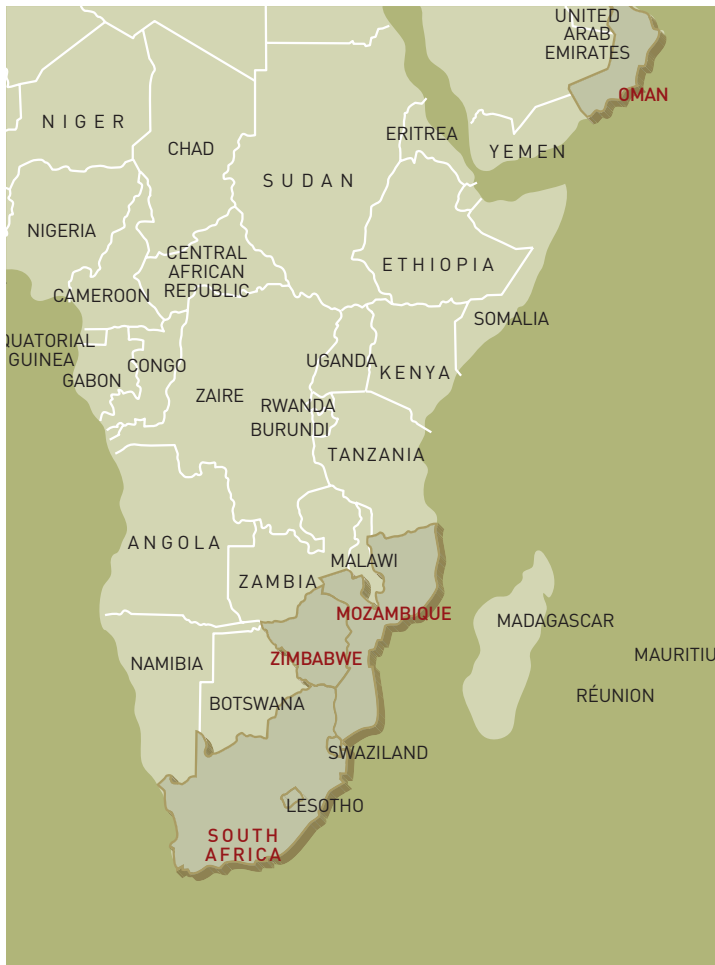 UNITED
ARAB
EMIRATES
OMAN
ERITREA
YEMEN
NIGER
CHAD
SUDAN
NIGERIA
CENTRAL
AFRICAN
REPUBLIC
ETHIOPIA
CAMEROON
SOMALIA
QUATORIAL
GUINEA
CONGO
UGANDA
KENYA
GABON
ZAIRE
RWANDA
BURUNDI
TANZANIA
ANGOLA
MALAWI
ZAMBIA
MOZAMBIQUE
MADAGASCAR
NAMIBIA
ZIMBABWE
MAURITIU
RÉUNION
BOTSWANA
SWAZILAND
LESOTHO
SOUTH
AFRICA